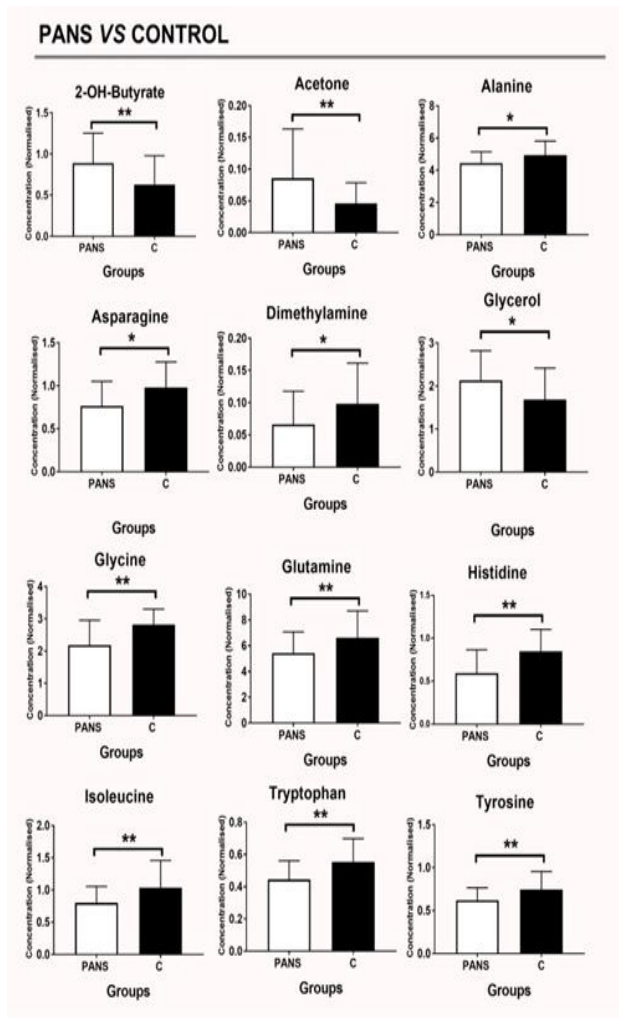 PANS VS CONTROL
2-OH-Butyrate
**
Concentration (Normalised)
1.5
1.0
0.5
0.0
PANS C
Groups
Acetone
**
Concentration (Normalised)
0.20
0.15
0.10
0.05
0.00
PANS C
Groups
Alanine
*
Concentration (Normalised)
8
6
4
2
0
PANS C
Groups
Asparagine
*
Concentration (Normalised)
1.5
1.0
0.5
0.0
PANS C
Groups
Dimethylamine
*
Concentration (Normalised)
0.20
0.15
0.10
0.05
0.00
PANS C
Groups
Glycerol
*
Concentration (Normalised)
3
2
1
0
PANS C
Groups
Glycine
**
Concentration (Normalised)
4
3
2
1
0
PANS C
Groups
Glutamine
**
Concentration (Normalised)
10
8
6
4
2
0
PANS C
Groups
Histidine
**
Concentration (Normalised)
1.5
1.0
0.5
0.0
PANS C
Groups
Isoleucine
**
Concentration (Normalised)
2.0
1.5
1.0
0.5
0.0
PANS C
Groups
Tryptophan
**
Concentration (Normalised)
0.8
0.6
0.4
0.2
0.0
PANS C
Groups
Tyrosine
**
Concentration (Normalised)
1.5
1.0
0.5
0.0
PANS C
Groups